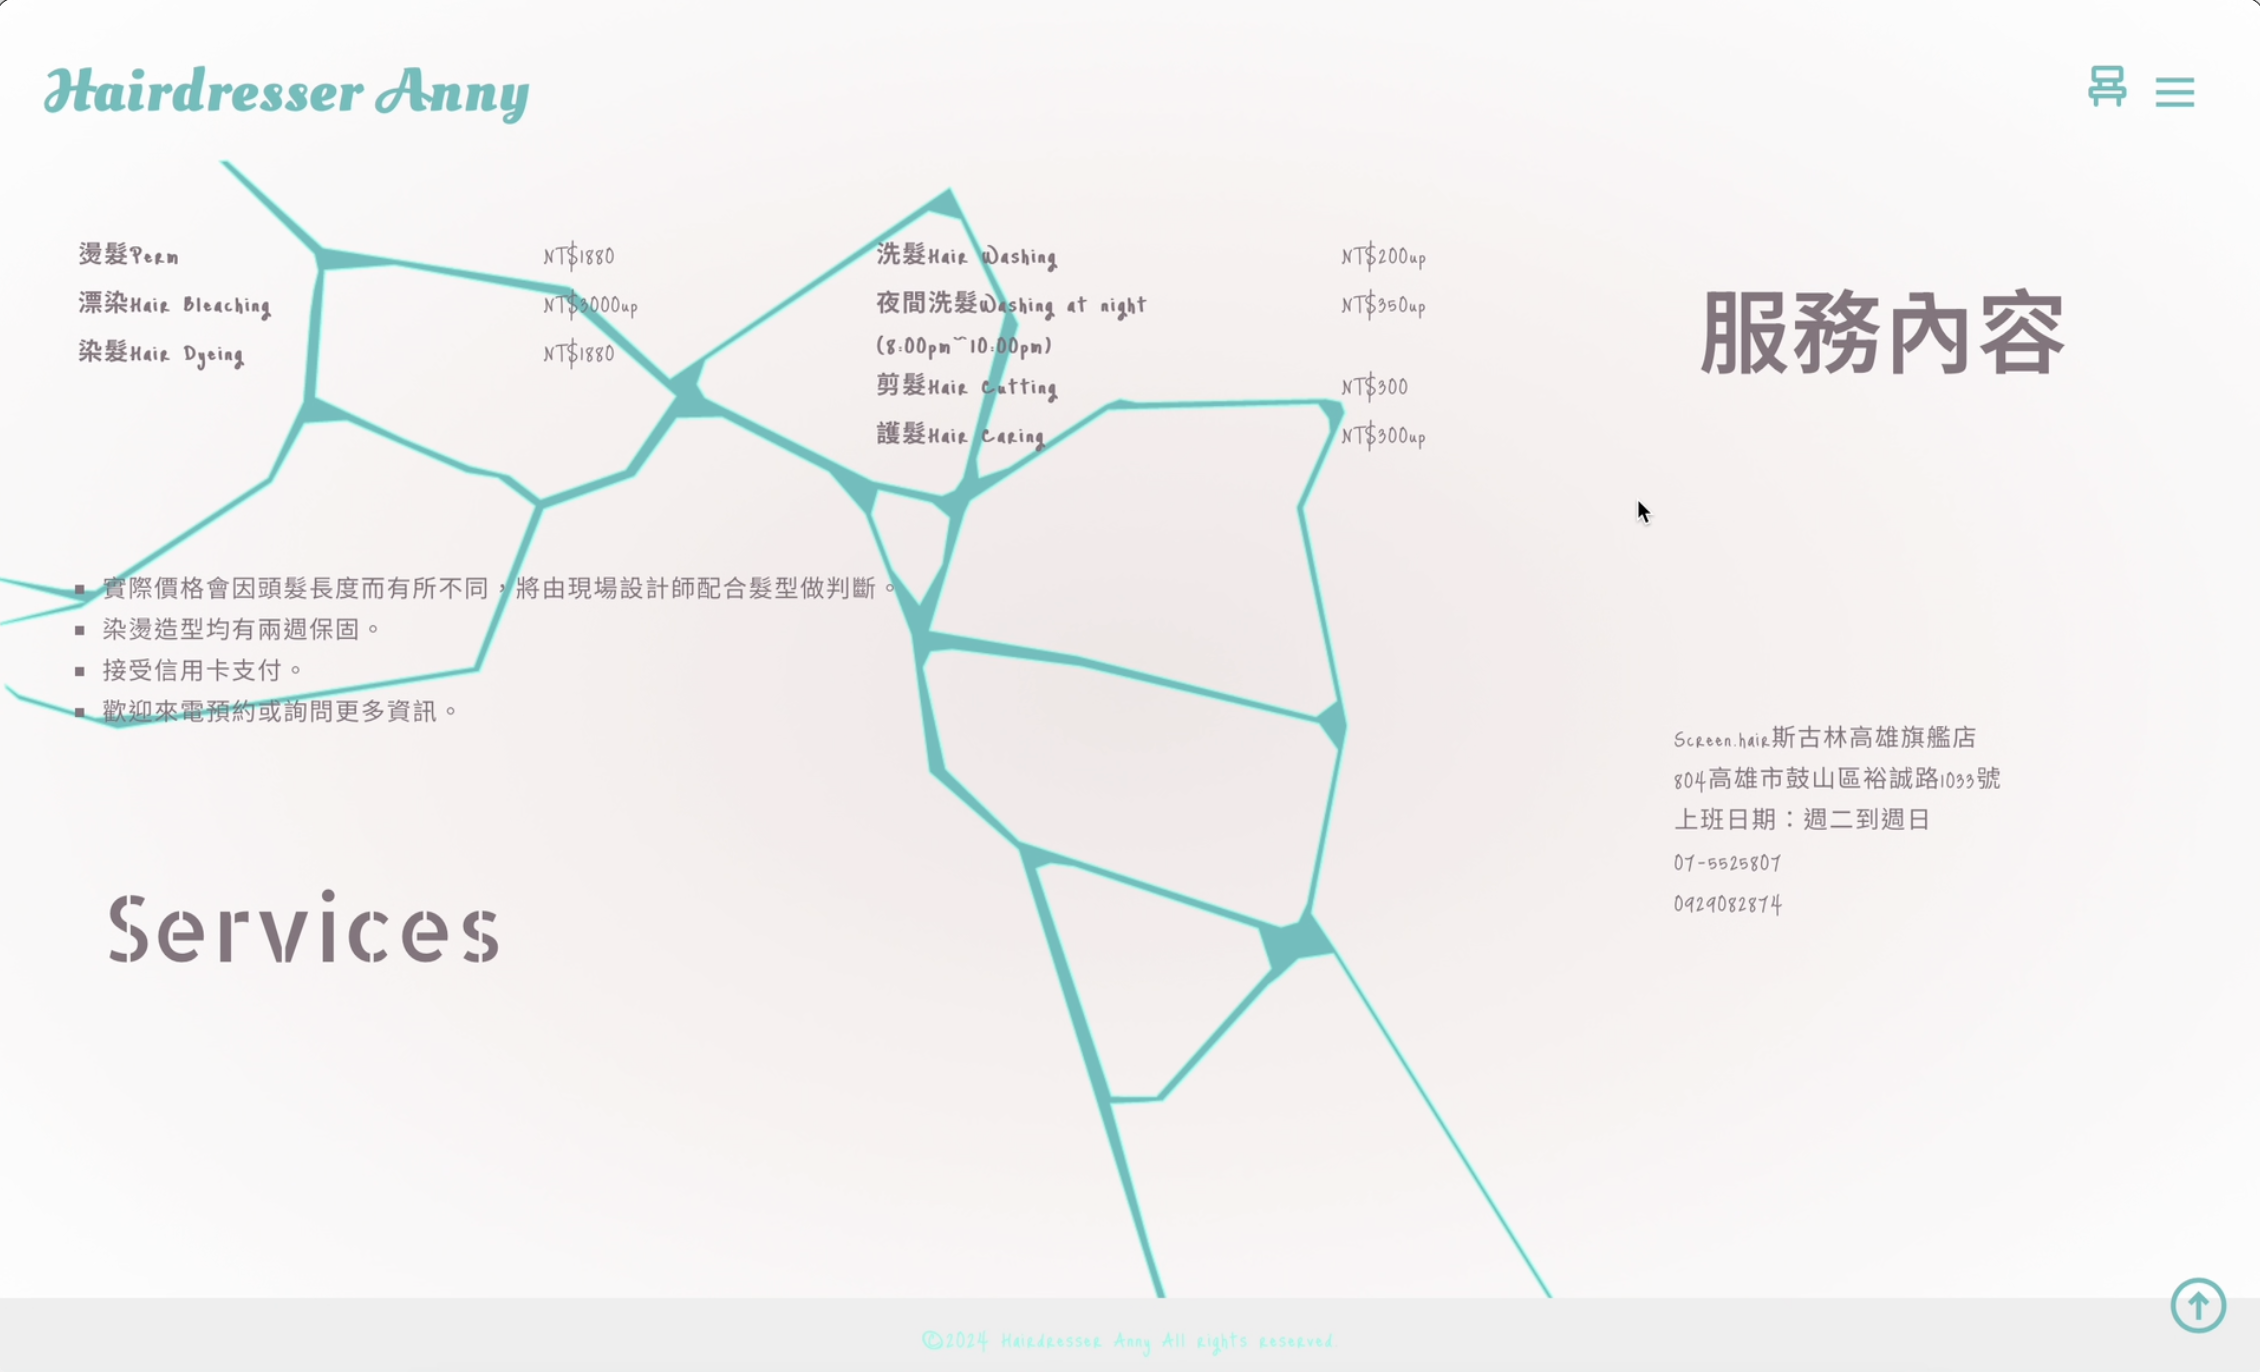 Hairdresser Anny
燙髮Perm NT$1880
漂染Hair Bleaching NT$3000up
染髮Hair Dyeing NT$1880
洗髮Hair Washing NT$200up
夜間洗髮Washing at night NT$350up
(8:00pm~10:00pm)
剪髮Hair Cutting NT$300
護髮Hair Caring NT$300up
服務內容
▪ 實際價格會因頭髮長度而有所不同，將由現場設計師配合髮型做判斷。
▪ 染燙造型均有兩週保固。
▪ 接受信用卡支付。
▪ 歡迎來電預約或詢問更多資訊。
Services
Screen.hair斯古林高雄旗艦店
804高雄市鼓山區裕誠路1033號
上班日期：週二到週日
07-5525807
0929082874
©2024 Hairdresser Anny All rights reserved.